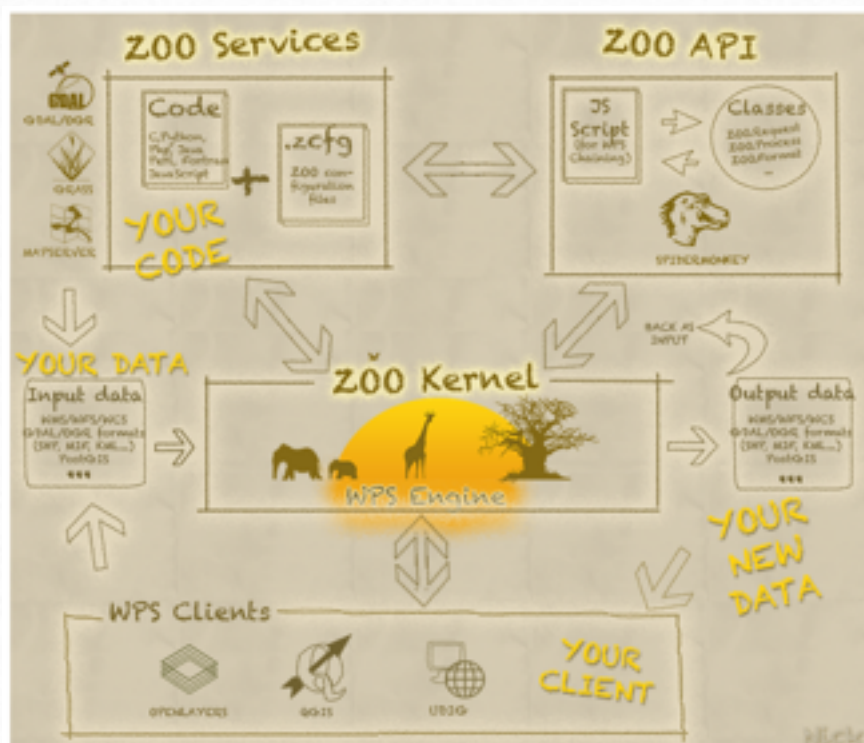 ZOO Services
ZOO API
GDAL
GDAL/OGR
GRASS
MAPSERVER
Code
C, Python,
Php, Java
Perl, Fortran
JavaScript
+
.zcfg
ZOO con-
figuration
files
YOUR
CODE
JS
Script
(for WPS
Chaining)
Classes
ZOO.Request
ZOO.Process
ZOO.Format
...
SPIDERMONKEY
BACK AS
INPUT
YOUR DATA
Input data
WMS/WFS/WCS
GDAL/OGR formats
(SHP, MIF, KML...)
PostGIS
...
ZOO Kernel
WPS Engine
Output data
WMS/WFS/WCS
GDAL/OGR formats
(SHP, MIF, KML...)
PostGIS
...
YOUR
NEW
DATA
WPS Clients
OPENLAYERS
QGIS
UDIG
YOUR
CLIENT